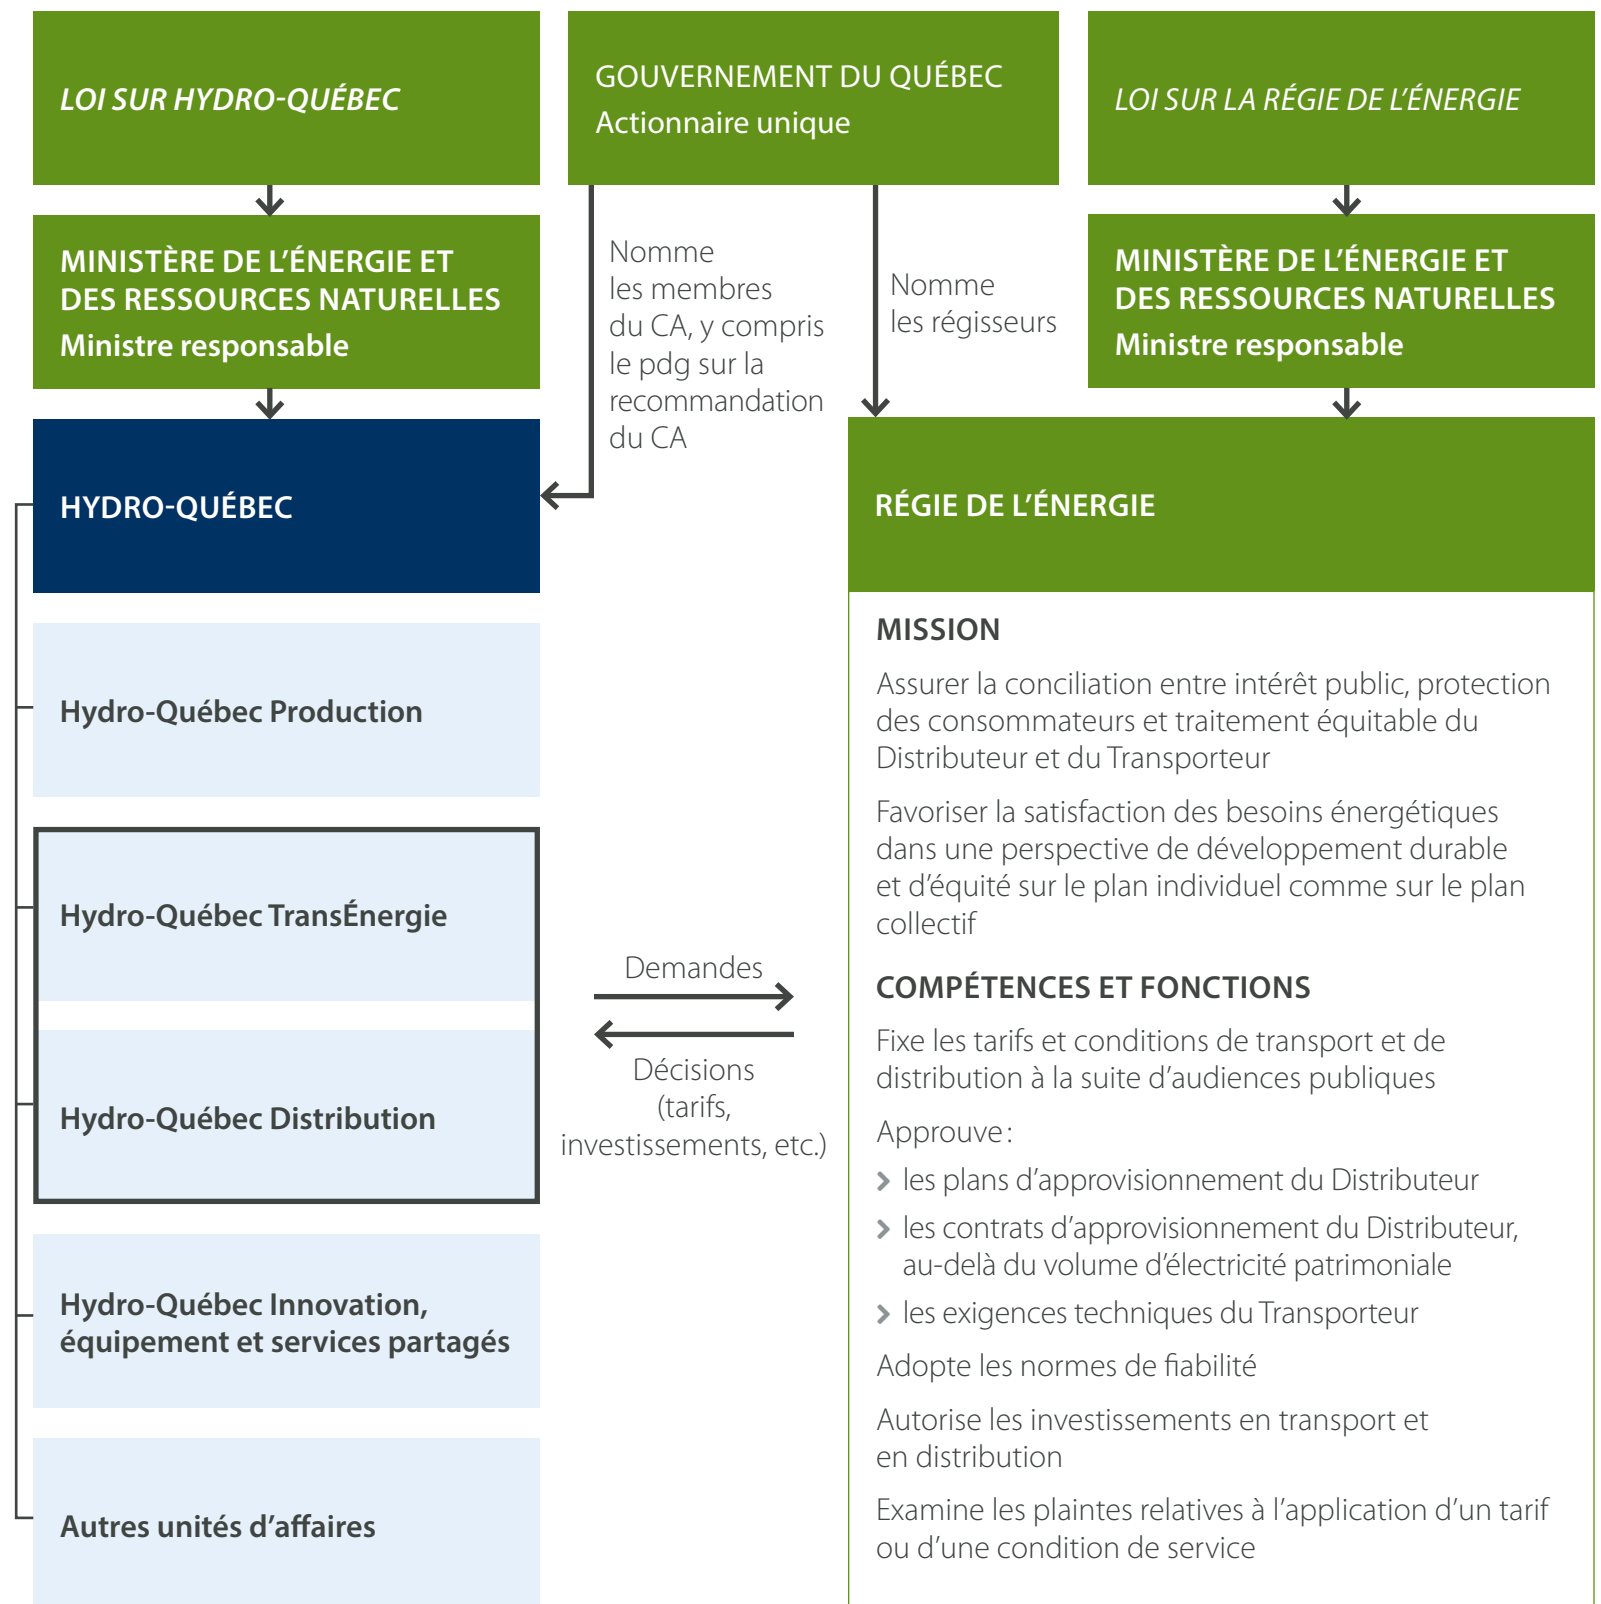 LOI SUR HYDRO-QUÉBEC
GOUVERNEMENT DU QUÉBEC
Actionnaire unique
LOI SUR LA RÉGIE DE L’ÉNERGIE
MINISTÈRE DE L’ÉNERGIE ET
DES RESSOURCES NATURELLES
Ministre responsable
Nomme
les membres
du CA, y compris
le pdg sur la
recommandation
du CA
Nomme
les régisseurs
MINISTÈRE DE L’ÉNERGIE ET
DES RESSOURCES NATURELLES
Ministre responsable
HYDRO-QUÉBEC
Hydro-Québec Production
Hydro-Québec TransÉnergie
Hydro-Québec Distribution
Hydro-Québec Innovation,
équipement et services partagés
Autres unités d’affaires
Demandes
Décisions
(tarifs,
investissements, etc.)
RÉGIE DE L’ÉNERGIE
MISSION
Assurer la conciliation entre intérêt public, protection
des consommateurs et traitement équitable du
Distributeur et du Transporteur
Favoriser la satisfaction des besoins énergétiques
dans une perspective de développement durable
et d’équité sur le plan individuel comme sur le plan
collectif
COMPÉTENCES ET FONCTIONS
Fixe les tarifs et conditions de transport et de
distribution à la suite d’audiences publiques
Approuve :
› les plans d’approvisionnement du Distributeur
› les contrats d’approvisionnement du Distributeur,
au-delà du volume d’électricité patrimoniale
› les exigences techniques du Transporteur
Adopte les normes de fiabilité
Autorise les investissements en transport et
en distribution
Examine les plaintes relatives à l’application d’un tarif
ou d’une condition de service